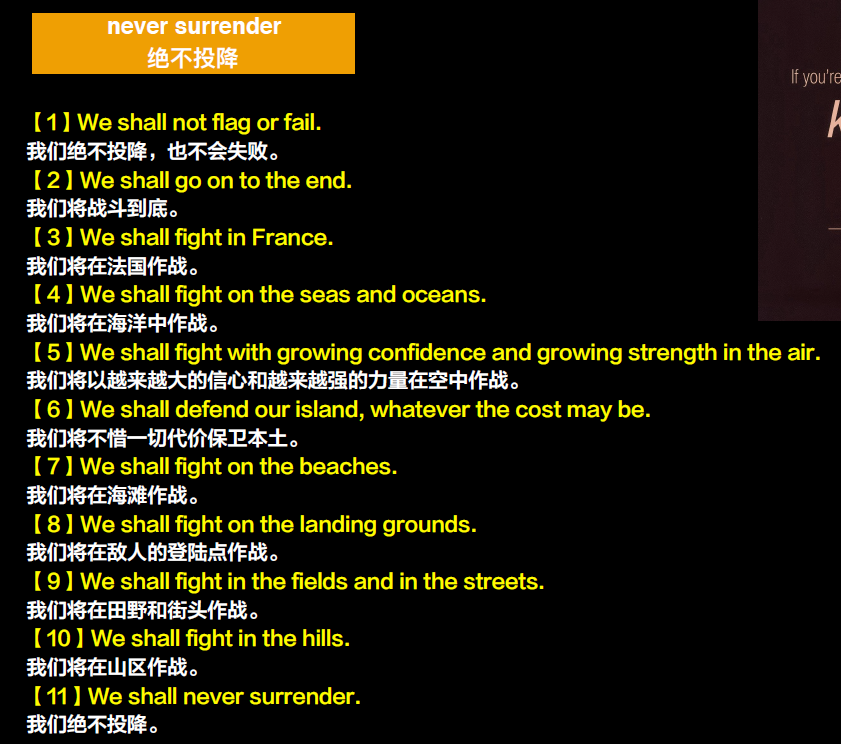 never surrender
绝不投降
【1】We shall not flag or fail.
我们绝不投降，也不会失败。
【2】We shall go on to the end.
我们将战斗到底。
【3】We shall fight in France.
我们将在法国作战。
【4】We shall fight on the seas and oceans.
我们将在海洋中作战。
【5】We shall fight with growing confidence and growing strength in the air.
我们将以越来越大的信心和越来越强的力量在空中作战。
【6】We shall defend our island, whatever the cost may be.
我们将不惜一切代价保卫本土。
【7】We shall fight on the beaches.
我们将在海滩作战。
【8】We shall fight on the landing grounds.
我们将在敌人的登陆点作战。
【9】We shall fight in the fields and in the streets.
我们将在田野和街头作战。
【10】We shall fight in the hills.
我们将在山区作战。
【11】We shall never surrender.
我们绝不投降。
If you're